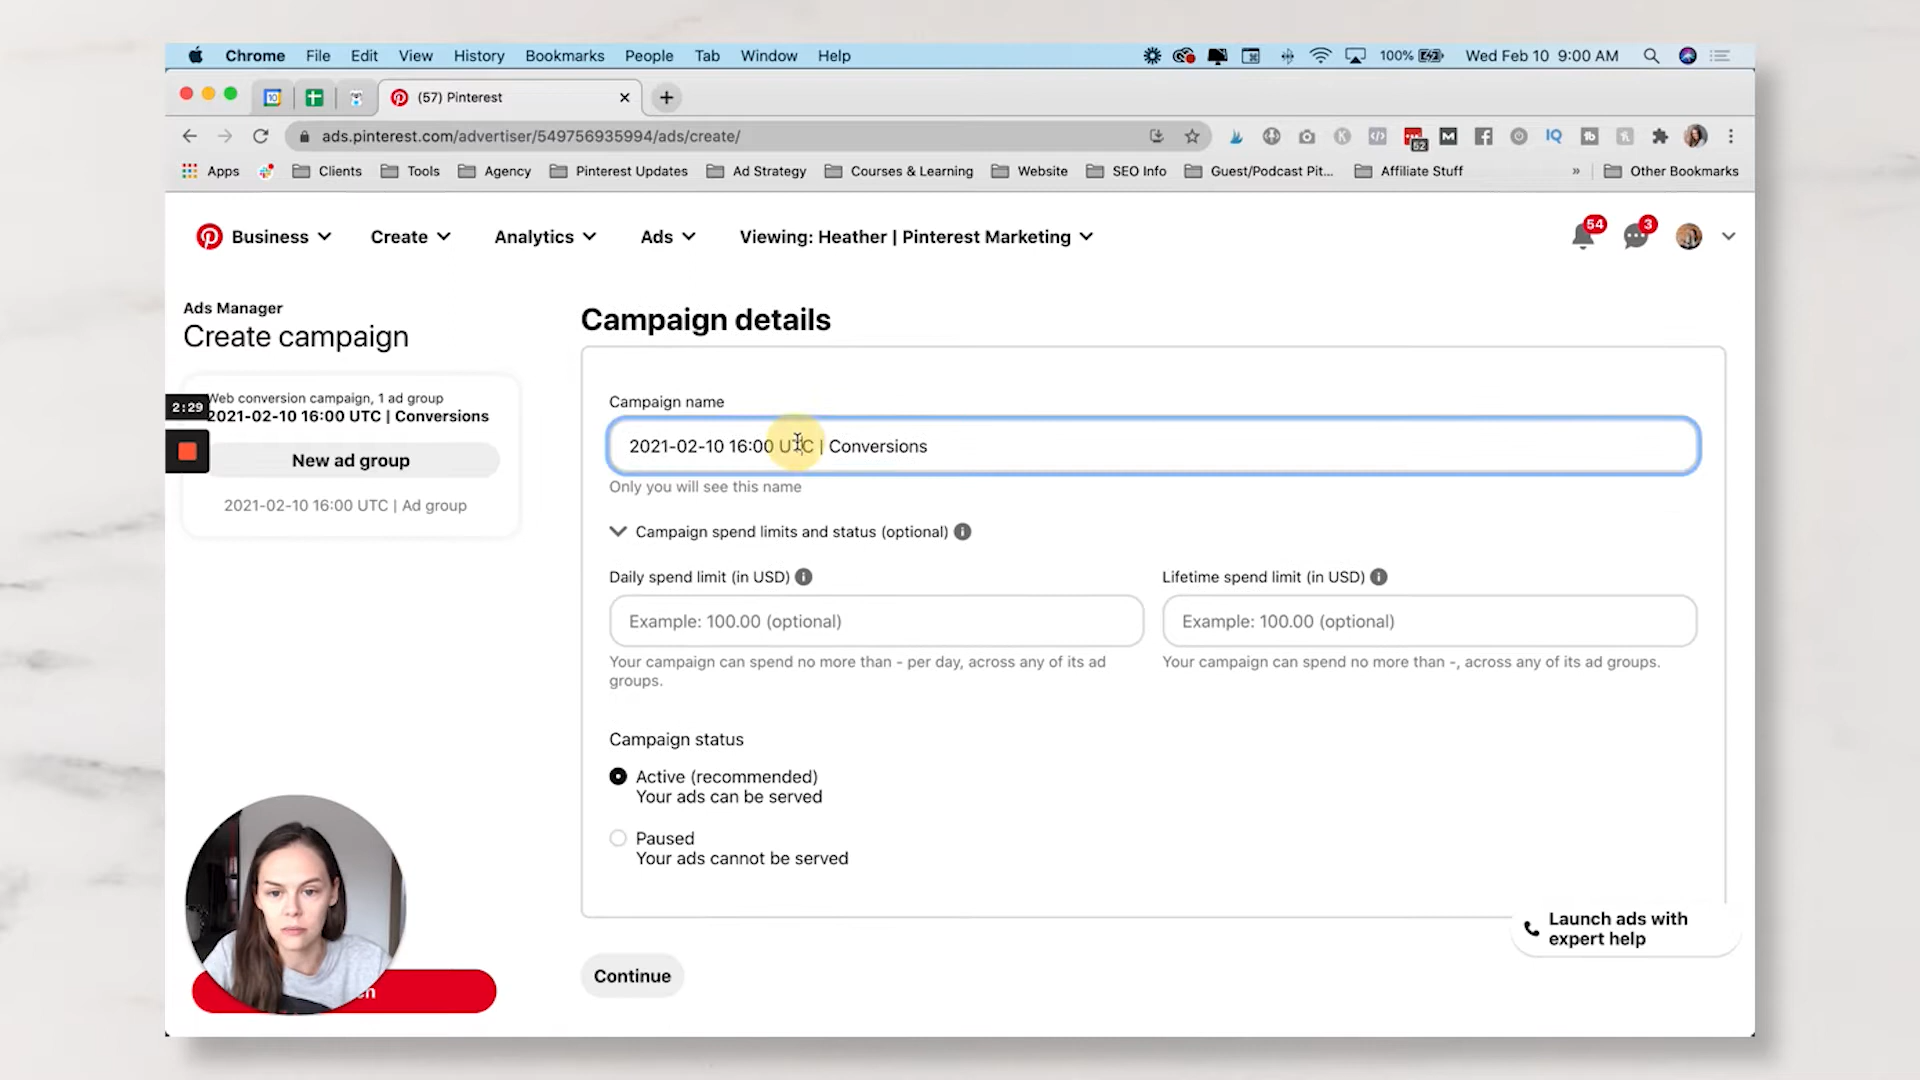 Chrome File Edit View History Bookmarks People Tab Window Help 100% Wed Feb 10 9:00 AM
10 (57) Pinterest
ads.pinterest.com/advertiser/549756935994/ads/create/ 52 IQ
Apps Clients Tools Agency Pinterest Updates Ad Strategy Courses & Learning Website SEO Info Guest/Podcast Pit... Affiliate Stuff » Other Bookmarks
Business Create Analytics Ads Viewing: Heather | Pinterest Marketing 54 3
Ads Manager
Create campaign
Web conversion campaign, 1 ad group
2:29
2021-02-10 16:00 UTC | Conversions
New ad group
2021-02-10 16:00 UTC | Ad group
Campaign details
Campaign name
2021-02-10 16:00 UTC | Conversions
Only you will see this name
Campaign spend limits and status (optional)
Daily spend limit (in USD)
Example: 100.00 (optional)
Your campaign can spend no more than - per day, across any of its ad
groups.
Lifetime spend limit (in USD)
Example: 100.00 (optional)
Your campaign can spend no more than -, across any of its ad groups.
Campaign status
Active (recommended)
Your ads can be served
Paused
Your ads cannot be served
Launch ads with
expert help
Continue